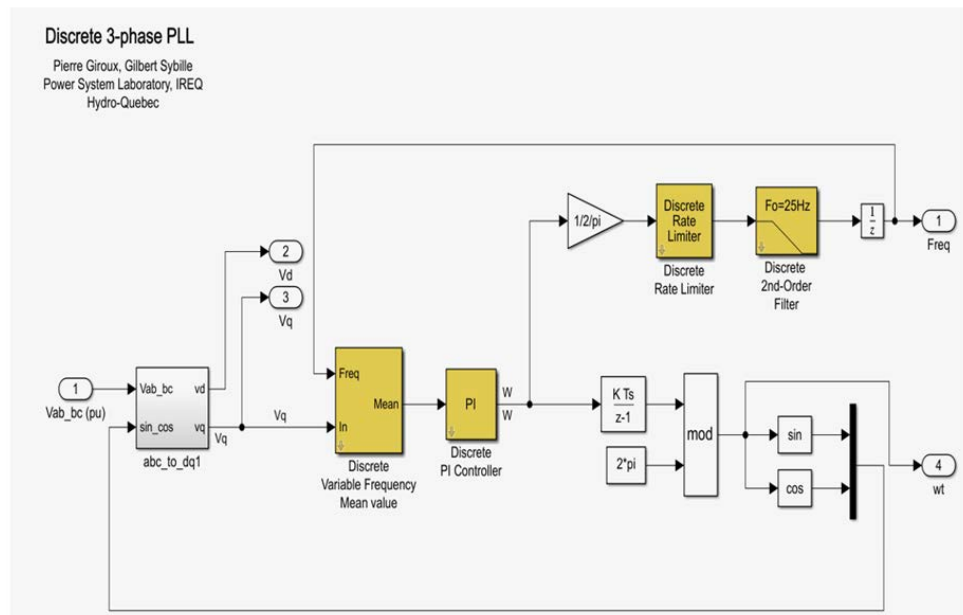 Discrete 3-phase PLL
Pierre Giroux, Gilbert Sybille
Power System Laboratory, IREQ
Hydro-Quebec
1/2/pi
Discrete
Rate
Limiter
Discrete
Rate Limiter
Fo=25Hz
Discrete
2nd-Order
Filter
1
z
1
Freq
2
Vd
3
Vq
1
Vab_bc (pu)
Vab_bc
sin_cos
vd
vq
abc_to_dq1
Vq
Vq
Freq
In
Mean
Discrete
Variable Frequency
Mean value
PI
Discrete
PI Controller
W
W
K Ts
z-1
2*pi
mod
sin
cos
4
wt